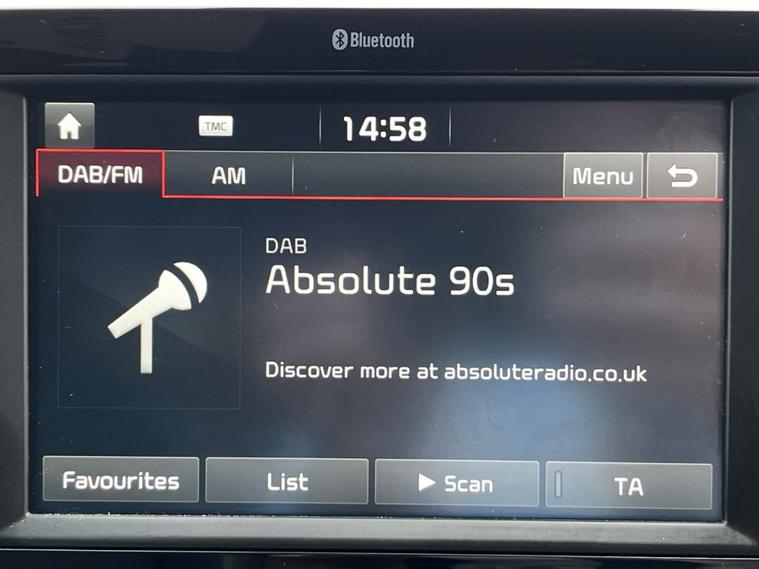 Bluetooth
TMC 14:58
DAB/FM AM Menu
DAB
Absolute 90s
Discover more at absoluteradio.co.uk
Favourites List Scan TA